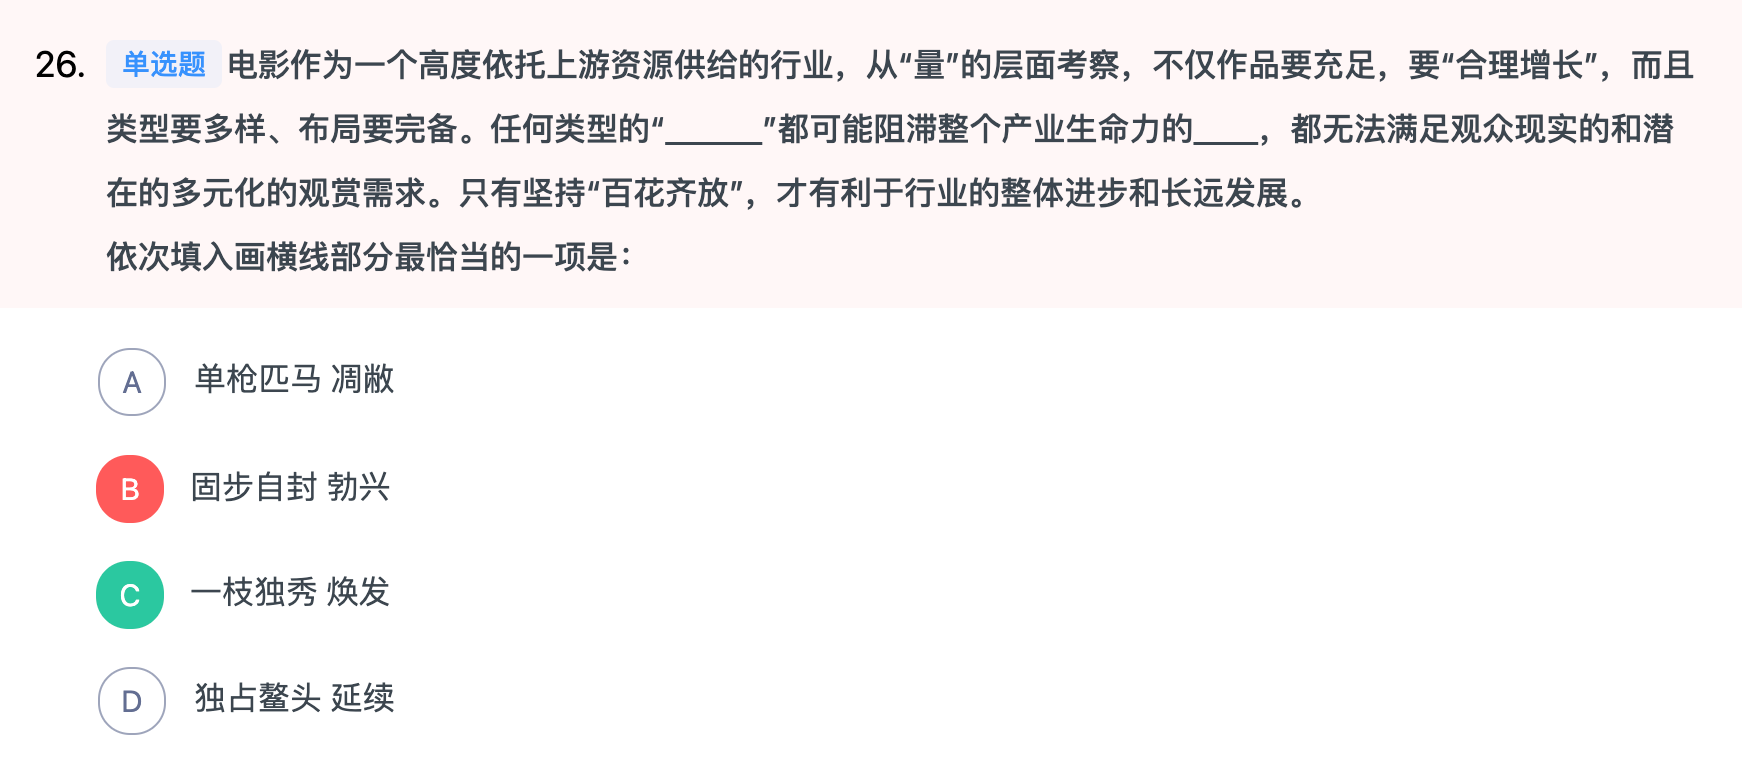 26. 单选题 电影作为一个高度依托上游资源供给的行业，从“量”的层面考察，不仅作品要充足，要“合理增长”，而且
类型要多样、布局要完备。任何类型的“______”都可能阻滞整个产业生命力的____，都无法满足观众现实的和潜
在的多元化的观赏需求。只有坚持“百花齐放”，才有利于行业的整体进步和长远发展。
依次填入画横线部分最恰当的一项是：
A 单枪匹马 凋敝
B 固步自封 勃兴
C 一枝独秀 焕发
D 独占鳌头 延续